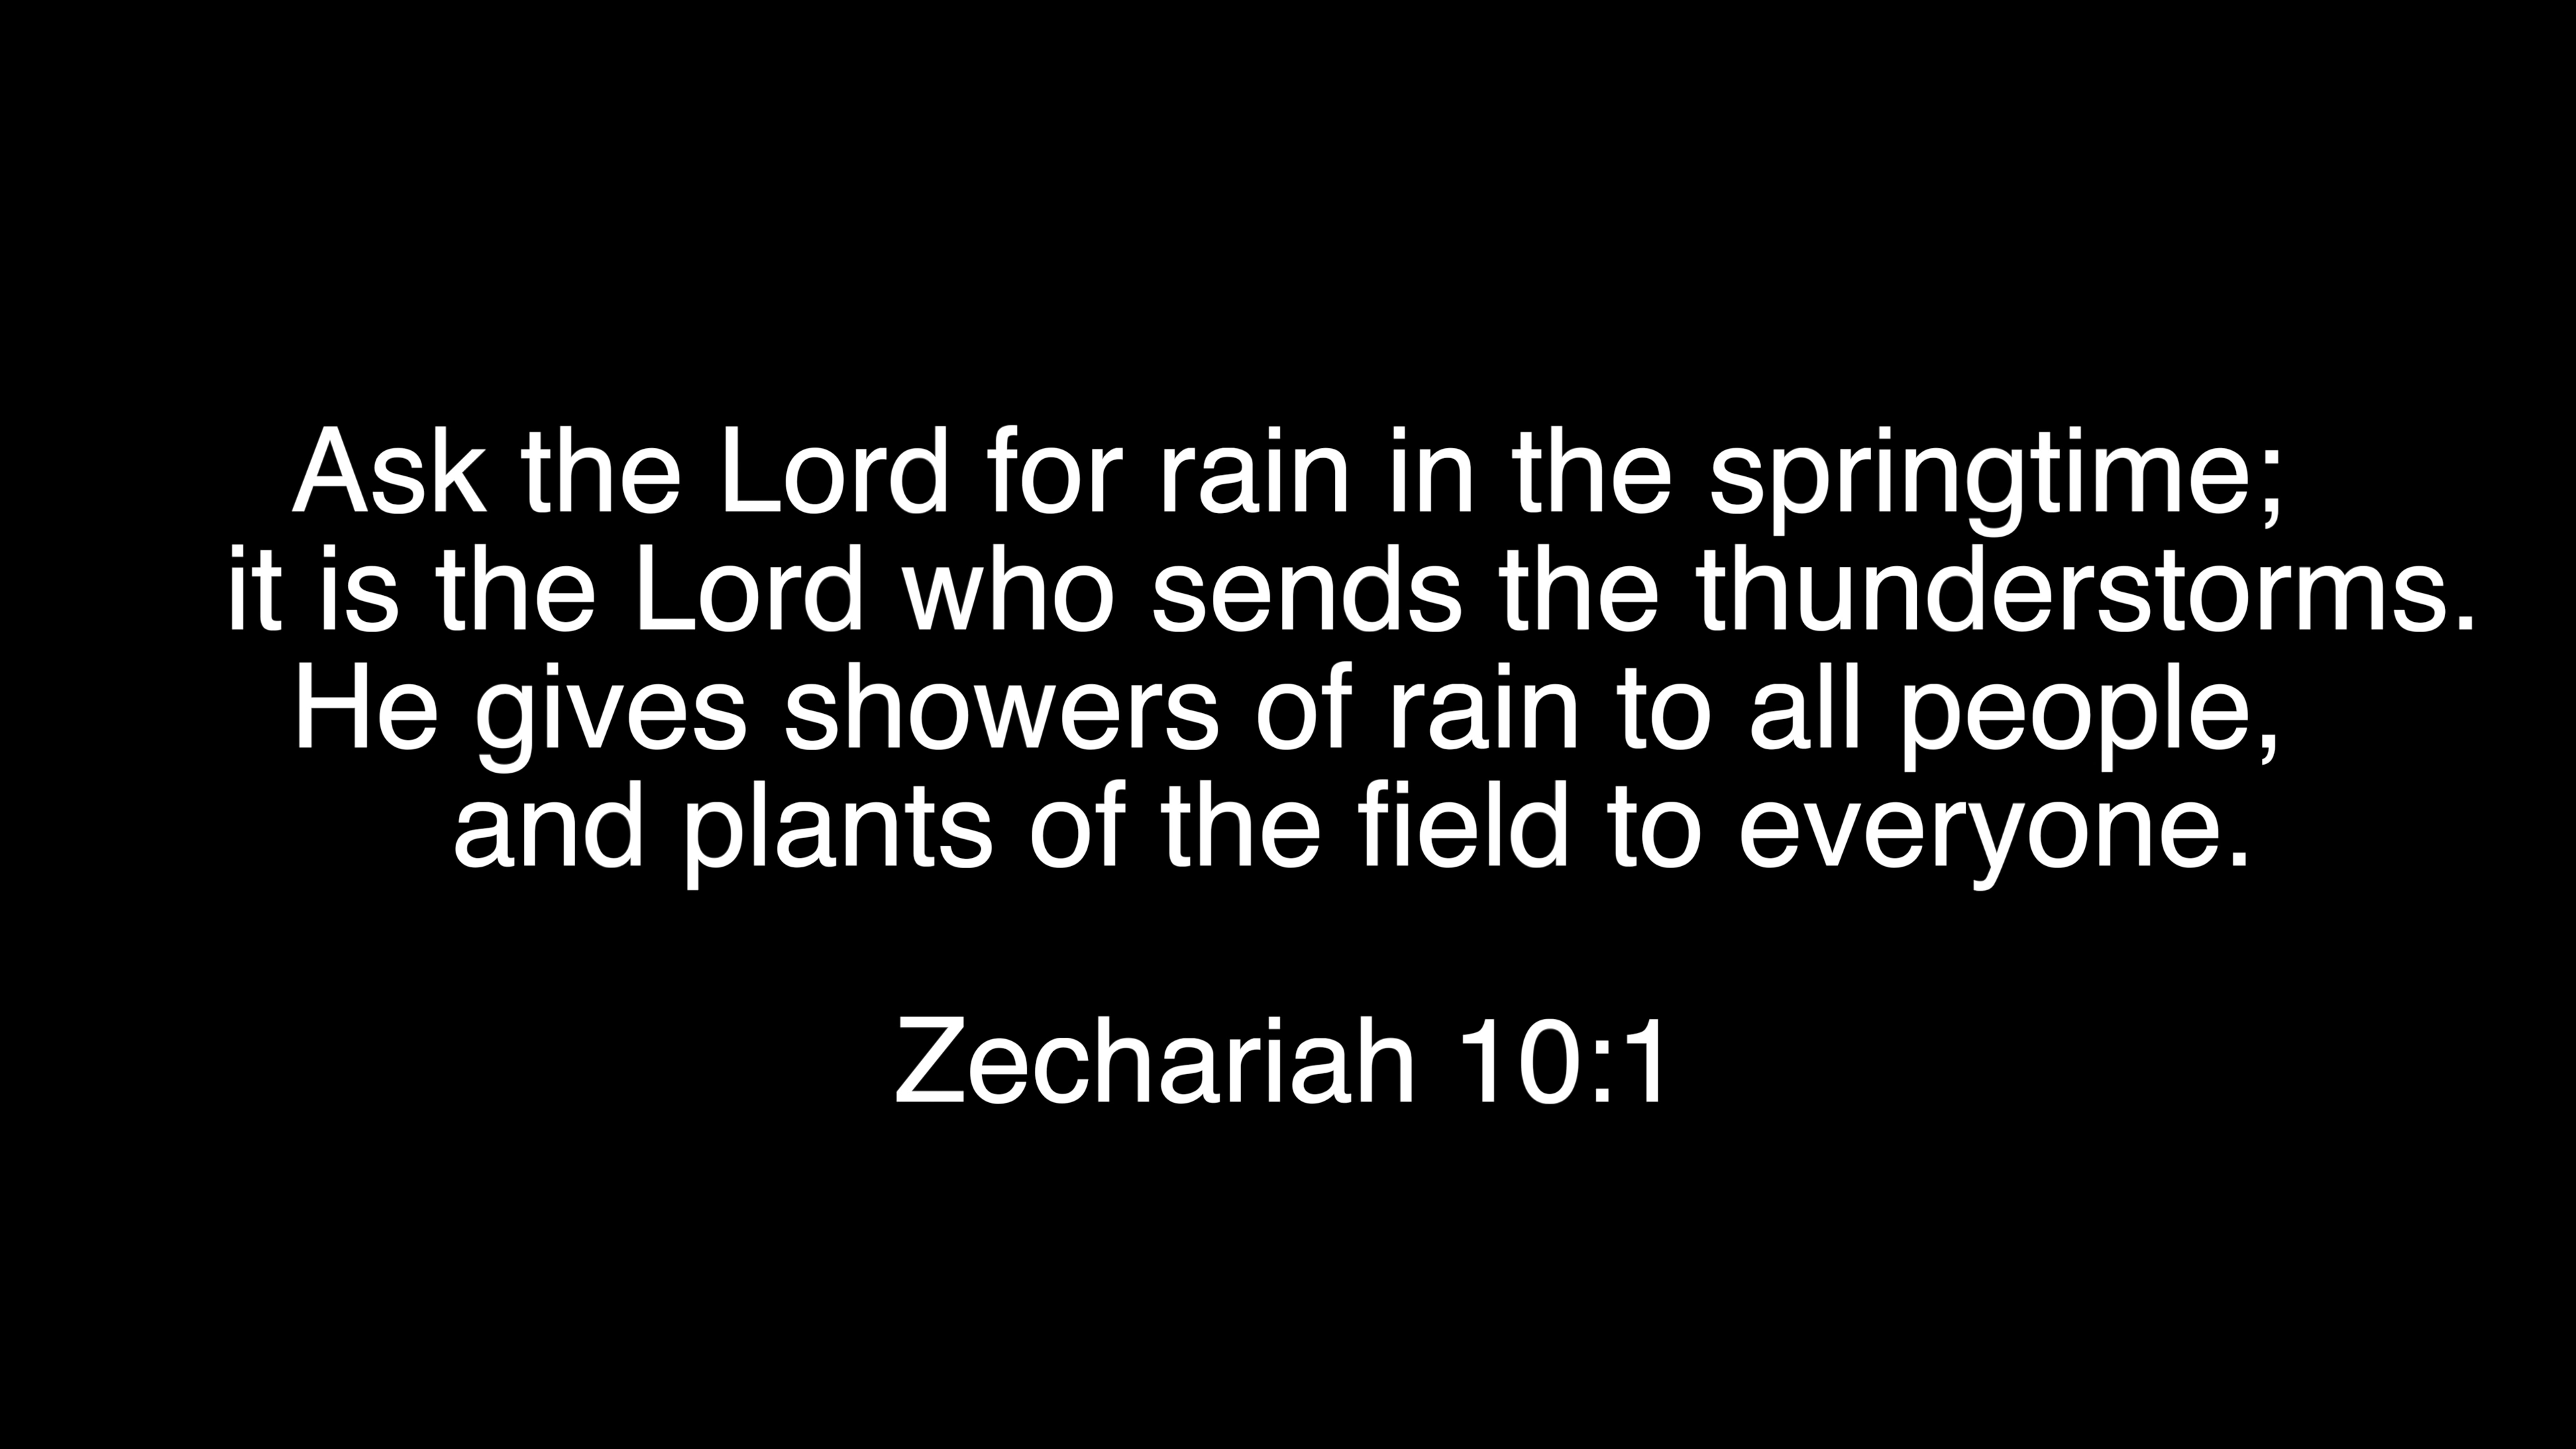 Ask the Lord for rain in the springtime;
it is the Lord who sends the thunderstorms.
He gives showers of rain to all people,
and plants of the field to everyone.
Zechariah 10:1